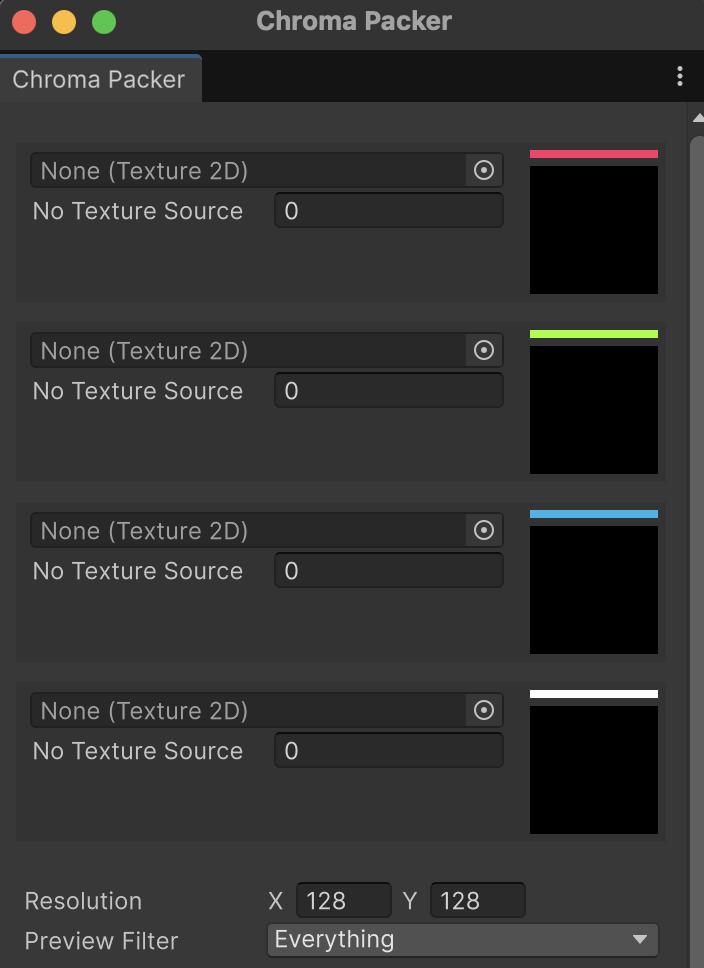 Chroma Packer
Chroma Packer
None (Texture 2D)
No Texture Source 0
None (Texture 2D)
No Texture Source 0
None (Texture 2D)
No Texture Source 0
None (Texture 2D)
No Texture Source 0
Resolution X 128 Y 128
Preview Filter Everything